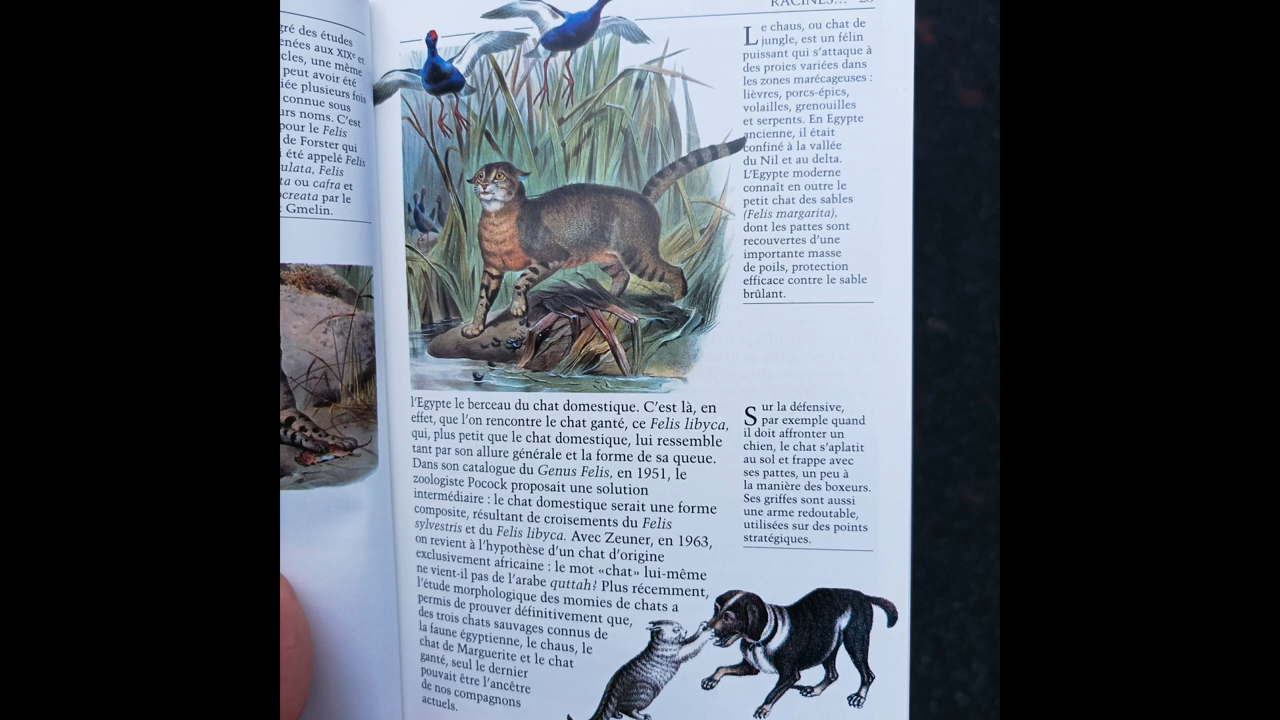 gré des études
enées aux XIXe et
cles, une même
peut avoir été
iée plusieurs fois
connue sous
urs noms. C'est
pour le Felis
de Forster qui
été appelé Felis
ulata, Felis
ta ou cafra et
ocreata par le
Gmelin.
RACINES...
Le chaus, ou chat de
jungle, est un félin
puissant qui s'attaque à
des proies variées dans
les zones marécageuses :
lièvres, porcs-épics,
volailles, grenouilles
et serpents. En Egypte
ancienne, il était
confiné à la vallée
du Nil et au delta.
L'Egypte moderne
connaît en outre le
petit chat des sables
(Felis margarita),
dont les pattes sont
recouvertes d'une
importante masse
de poils, protection
efficace contre le sable
brûlant.
l'Egypte le berceau du chat domestique. C'est là, en
effet, que l'on rencontre le chat ganté, ce Felis libyca,
qui, plus petit que le chat domestique, lui ressemble
tant par son allure générale et la forme de sa queue.
Dans son catalogue du Genus Felis, en 1951, le
zoologiste Pocock proposait une solution
intermédiaire : le chat domestique serait une forme
composite, résultant de croisements du Felis
sylvestris et du Felis libyca. Avec Zeuner, en 1963,
on revient à l'hypothèse d'un chat d'origine
exclusivement africaine : le mot «chat» lui-même
ne vient-il pas de l'arabe quttah? Plus récemment,
l'étude morphologique des momies de chats a
permis de prouver définitivement que,
des trois chats sauvages connus de
la faune égyptienne, le chaus, le
chat de Marguerite et le chat
ganté, seul le dernier
pouvait être l'ancêtre
de nos compagnons
actuels.
Sur la défensive,
par exemple quand
il doit affronter un
chien, le chat s'aplatit
au sol et frappe avec
ses pattes, un peu à
la manière des boxeurs.
Ses griffes sont aussi
une arme redoutable,
utilisées sur des points
stratégiques.